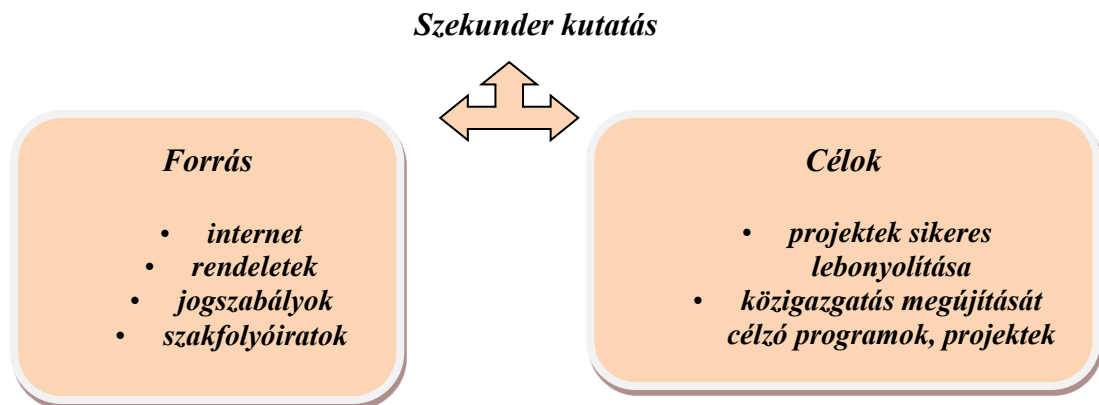 Szekunder kutatás
Forrás
• internet
• rendeletek
• jogszabályok
• szakfolyóiratok
Célok
• projektek sikeres
lebonyolítása
• közigazgatás megújítását
célzó programok, projektek